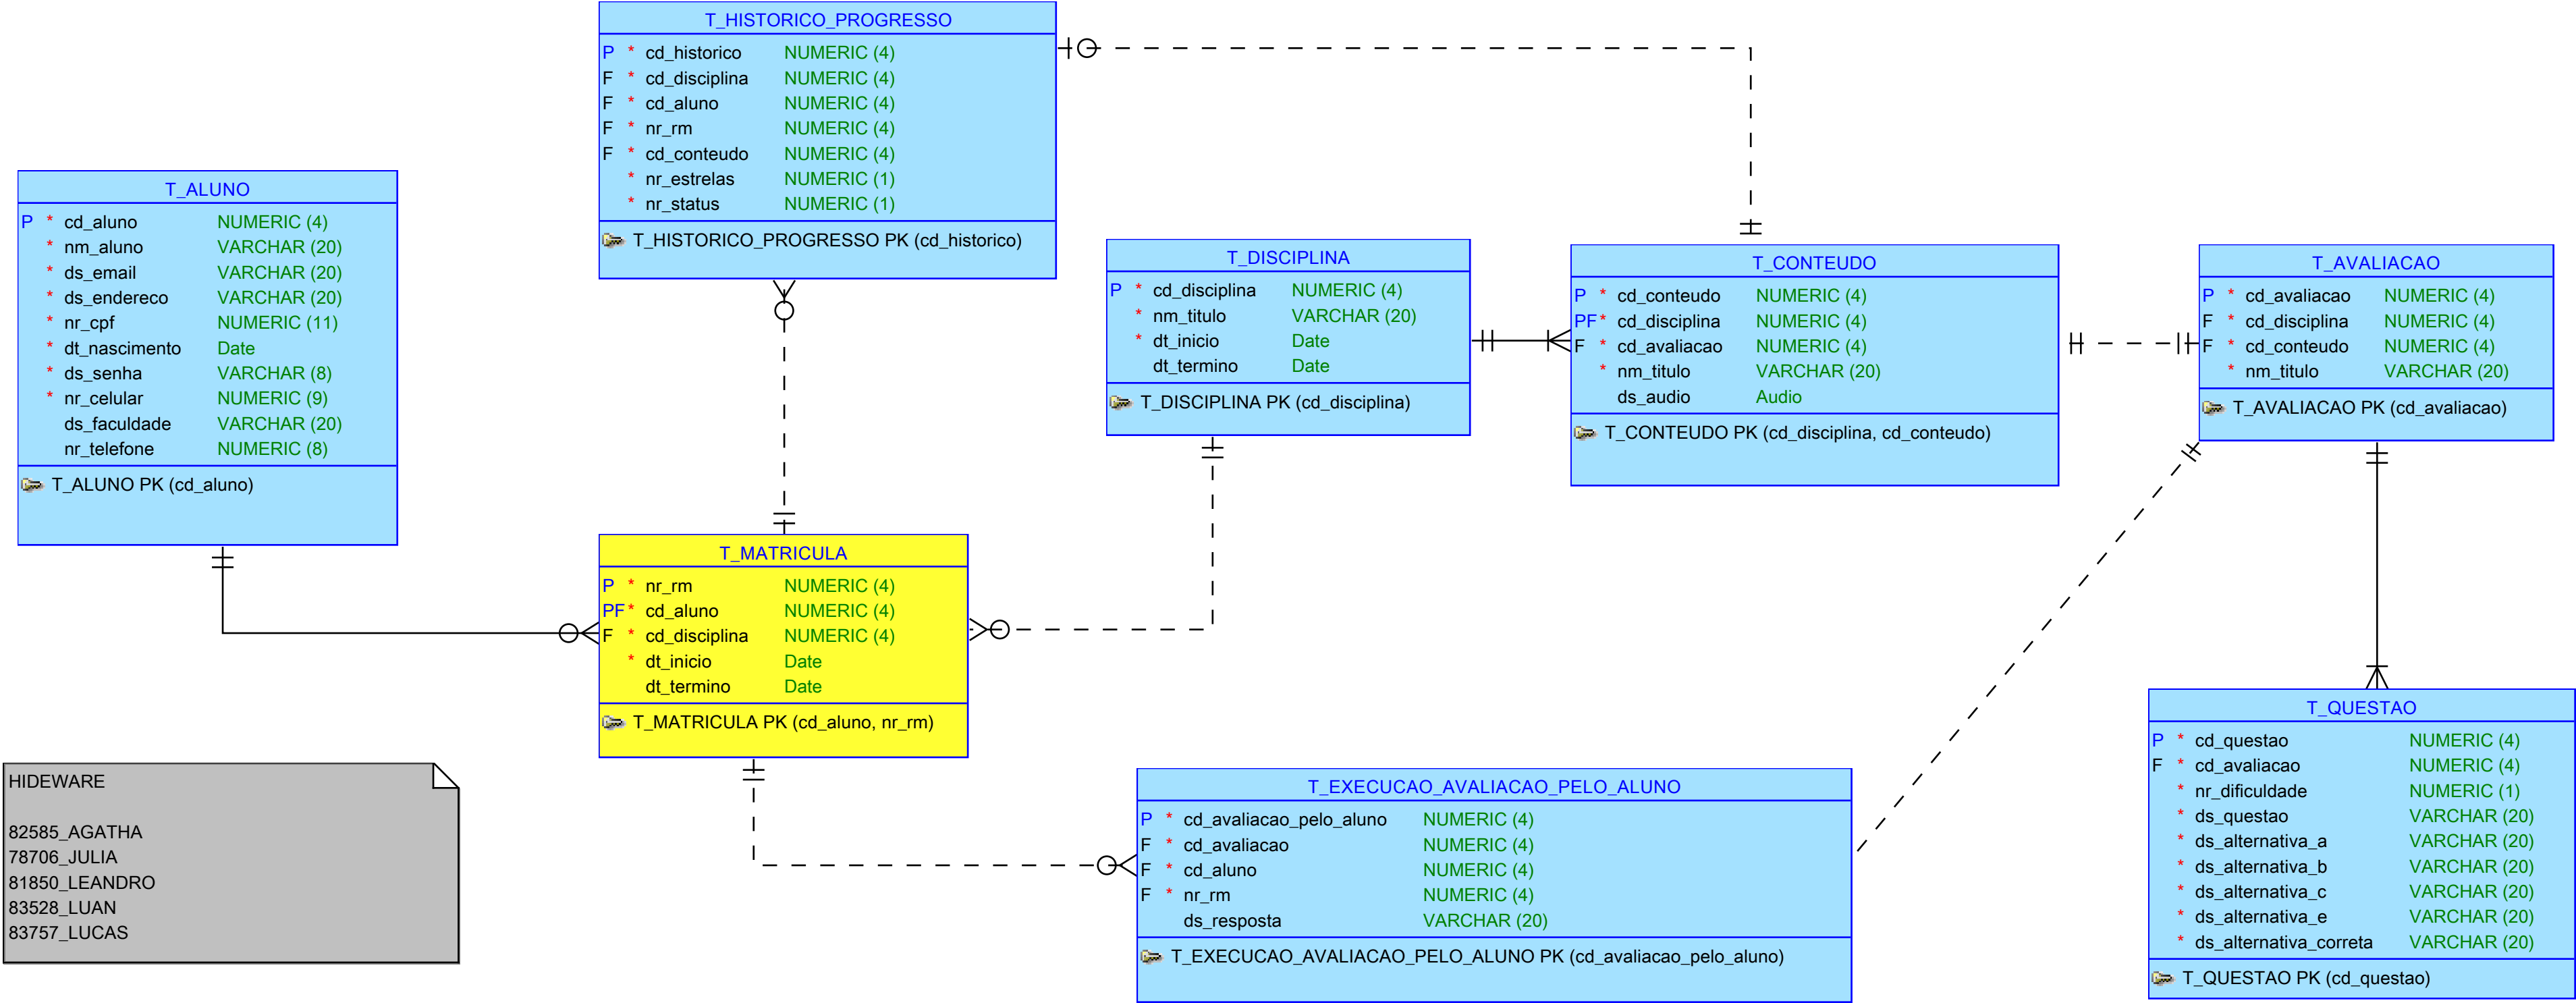 T_HISTORICO_PROGRESSO
P * cd_historico NUMERIC (4)
F * cd_disciplina NUMERIC (4)
F * cd_aluno NUMERIC (4)
F * nr_rm NUMERIC (4)
F * cd_conteudo NUMERIC (4)
* nr_estrelas NUMERIC (1)
* nr_status NUMERIC (1)
T_HISTORICO_PROGRESSO PK (cd_historico)
T_ALUNO
P * cd_aluno NUMERIC (4)
* nm_aluno VARCHAR (20)
* ds_email VARCHAR (20)
* ds_endereco VARCHAR (20)
* nr_cpf NUMERIC (11)
* dt_nascimento Date
* ds_senha VARCHAR (8)
* nr_celular NUMERIC (9)
ds_faculdade VARCHAR (20)
nr_telefone NUMERIC (8)
T_ALUNO PK (cd_aluno)
T_DISCIPLINA
P * cd_disciplina NUMERIC (4)
* nm_titulo VARCHAR (20)
* dt_inicio Date
dt_termino Date
T_DISCIPLINA PK (cd_disciplina)
T_CONTEUDO
P * cd_conteudo NUMERIC (4)
PF * cd_disciplina NUMERIC (4)
F * cd_avaliacao NUMERIC (4)
* nm_titulo VARCHAR (20)
ds_audio Audio
T_CONTEUDO PK (cd_disciplina, cd_conteudo)
T_AVALIACAO
P * cd_avaliacao NUMERIC (4)
F * cd_disciplina NUMERIC (4)
F * cd_conteudo NUMERIC (4)
* nm_titulo VARCHAR (20)
T_AVALIACAO PK (cd_avaliacao)
T_MATRICULA
P * nr_rm NUMERIC (4)
PF * cd_aluno NUMERIC (4)
F * cd_disciplina NUMERIC (4)
* dt_inicio Date
dt_termino Date
T_MATRICULA PK (cd_aluno, nr_rm)
HIDEWARE
82585_AGATHA
78706_JULIA
81850_LEANDRO
83528_LUAN
83757_LUCAS
T_EXECUCAO_AVALIACAO_PELO_ALUNO
P * cd_avaliacao_pelo_aluno NUMERIC (4)
F * cd_avaliacao NUMERIC (4)
F * cd_aluno NUMERIC (4)
F * nr_rm NUMERIC (4)
ds_resposta VARCHAR (20)
T_EXECUCAO_AVALIACAO_PELO_ALUNO PK (cd_avaliacao_pelo_aluno)
T_QUESTAO
P * cd_questao NUMERIC (4)
F * cd_avaliacao NUMERIC (4)
* nr_dificuldade NUMERIC (1)
* ds_questao VARCHAR (20)
* ds_alternativa_a VARCHAR (20)
* ds_alternativa_b VARCHAR (20)
* ds_alternativa_c VARCHAR (20)
* ds_alternativa_e VARCHAR (20)
* ds_alternativa_correta VARCHAR (20)
T_QUESTAO PK (cd_questao)